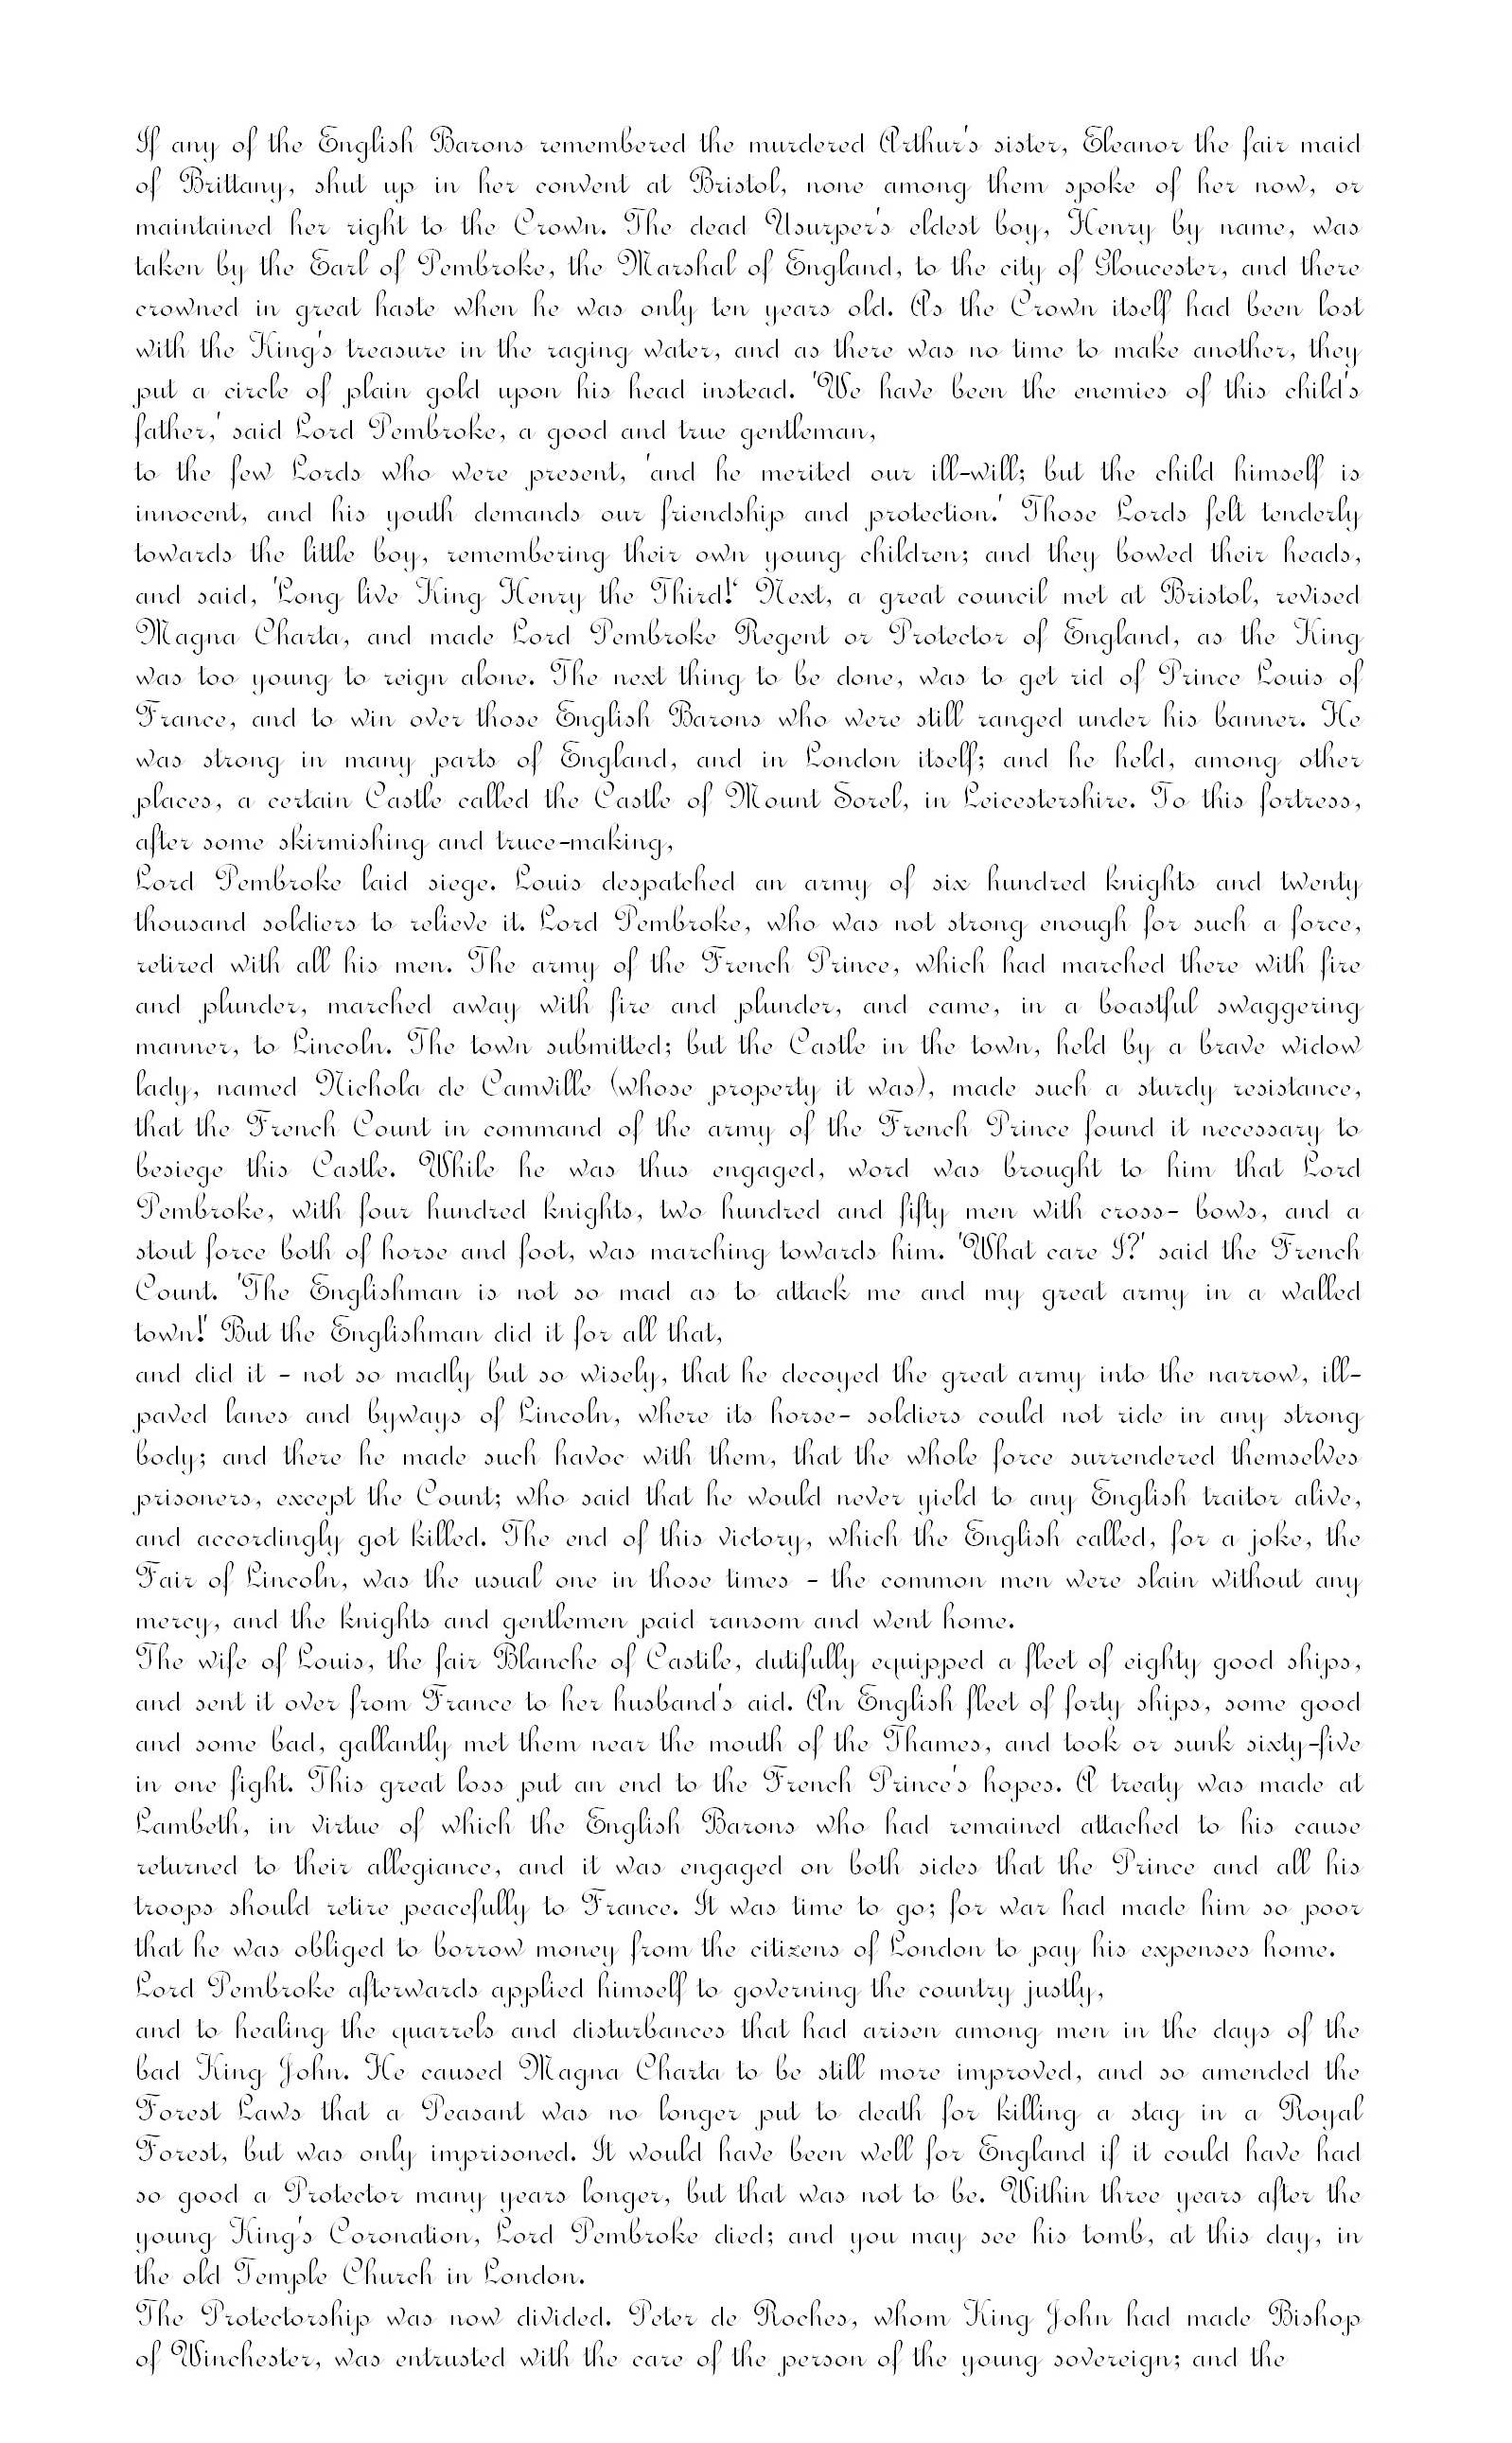 If any of the English Barons remembered the murdered Arthur's sister, Eleanor the fair maid
of Brittany, shut up in her convent at Bristol, none among them spoke of her now, or
maintained her right to the Crown. The dead Usurper's eldest boy, Henry by name, was
taken by the Earl of Pembroke, the Marshal of England, to the city of Gloucester, and there
crowned in great haste when he was only ten years old. As the Crown itself had been lost
with the King's treasure in the raging water, and as there was no time to make another, they
put a circle of plain gold upon his head instead. 'We have been the enemies of this child's
father,' said Lord Pembroke, a good and true gentleman,
to the few Lords who were present, 'and he merited our ill-will; but the child himself is
innocent, and his youth demands our friendship and protection.' Those Lords felt tenderly
towards the little boy, remembering their own young children; and they bowed their heads,
and said, 'Long live King Henry the Third!' Next, a great council met at Bristol, revised
Magna Charta, and made Lord Pembroke Regent or Protector of England, as the King
was too young to reign alone. The next thing to be done, was to get rid of Prince Louis of
France, and to win over those English Barons who were still ranged under his banner. He
was strong in many parts of England, and in London itself; and he held, among other
places, a certain Castle called the Castle of Mount Sorel, in Leicestershire. To this fortress,
after some skirmishing and truce-making,
Lord Pembroke laid siege. Louis despatched an army of six hundred knights and twenty
thousand soldiers to relieve it. Lord Pembroke, who was not strong enough for such a force,
retired with all his men. The army of the French Prince, which had marched there with fire
and plunder, marched away with fire and plunder, and came, in a boastful swaggering
manner, to Lincoln. The town submitted; but the Castle in the town, held by a brave widow
lady, named Nichola de Camville (whose property it was), made such a sturdy resistance,
that the French Count in command of the army of the French Prince found it necessary to
besiege this Castle. While he was thus engaged, word was brought to him that Lord
Pembroke, with four hundred knights, two hundred and fifty men with cross- bows, and a
stout force both of horse and foot, was marching towards him. 'What care I?' said the French
Count. 'The Englishman is not so mad as to attack me and my great army in a walled
town!' But the Englishman did it for all that,
and did it - not so madly but so wisely, that he decoyed the great army into the narrow, ill-
paved lanes and byways of Lincoln, where its horse- soldiers could not ride in any strong
body; and there he made such havoc with them, that the whole force surrendered themselves
prisoners, except the Count; who said that he would never yield to any English traitor alive,
and accordingly got killed. The end of this victory, which the English called, for a joke, the
Fair of Lincoln, was the usual one in those times - the common men were slain without any
mercy, and the knights and gentlemen paid ransom and went home.
The wife of Louis, the fair Blanche of Castile, dutifully equipped a fleet of eighty good ships,
and sent it over from France to her husband's aid. An English fleet of forty ships, some good
and some bad, gallantly met them near the mouth of the Thames, and took or sunk sixty-five
in one fight. This great loss put an end to the French Prince's hopes. A treaty was made at
Lambeth, in virtue of which the English Barons who had remained attached to his cause
returned to their allegiance, and it was engaged on both sides that the Prince and all his
troops should retire peacefully to France. It was time to go; for war had made him so poor
that he was obliged to borrow money from the citizens of London to pay his expenses home.
Lord Pembroke afterwards applied himself to governing the country justly,
and to healing the quarrels and disturbances that had arisen among men in the days of the
bad King John. He caused Magna Charta to be still more improved, and so amended the
Forest Laws that a Peasant was no longer put to death for killing a stag in a Royal
Forest, but was only imprisoned. It would have been well for England if it could have had
so good a Protector many years longer, but that was not to be. Within three years after the
young King's Coronation, Lord Pembroke died; and you may see his tomb, at this day, in
the old Temple Church in London.
The Protectorship was now divided. Peter de Roches, whom King John had made Bishop
of Winchester, was entrusted with the care of the person of the young sovereign; and the